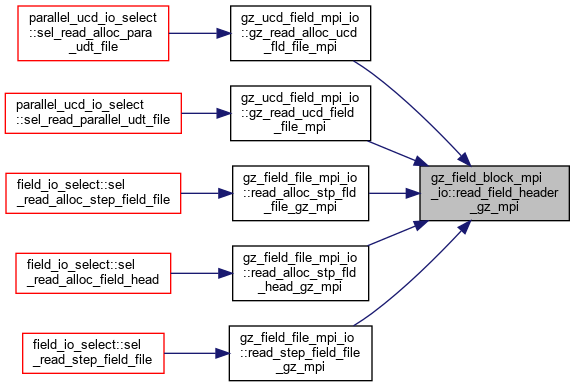 parallel_ucd_io_select
::sel_read_alloc_para
_udt_file
gz_ucd_field_mpi_io
::gz_read_alloc_ucd
_fld_file_mpi
parallel_ucd_io_select
::sel_read_parallel_udt_file
gz_ucd_field_mpi_io
::gz_read_ucd_field
_file_mpi
field_io_select::sel
_read_alloc_step_field_file
gz_field_file_mpi_io
::read_alloc_stp_fld
_file_gz_mpi
gz_field_block_mpi
_io::read_field_header
_gz_mpi
field_io_select::sel
_read_alloc_field_head
gz_field_file_mpi_io
::read_alloc_stp_fld
_head_gz_mpi
field_io_select::sel
_read_step_field_file
gz_field_file_mpi_io
::read_step_field_file
_gz_mpi